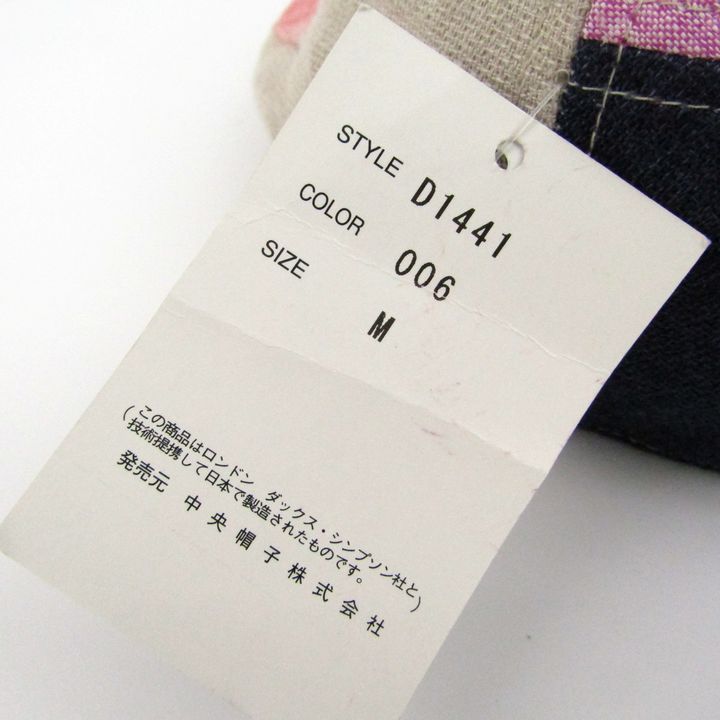 STYLE D1441
COLOR 006
SIZE M
(この商品はロンドン ダックス・シンプソン社と
技術提携して日本で製造されたものです。)
発売元 中央帽子株式会社